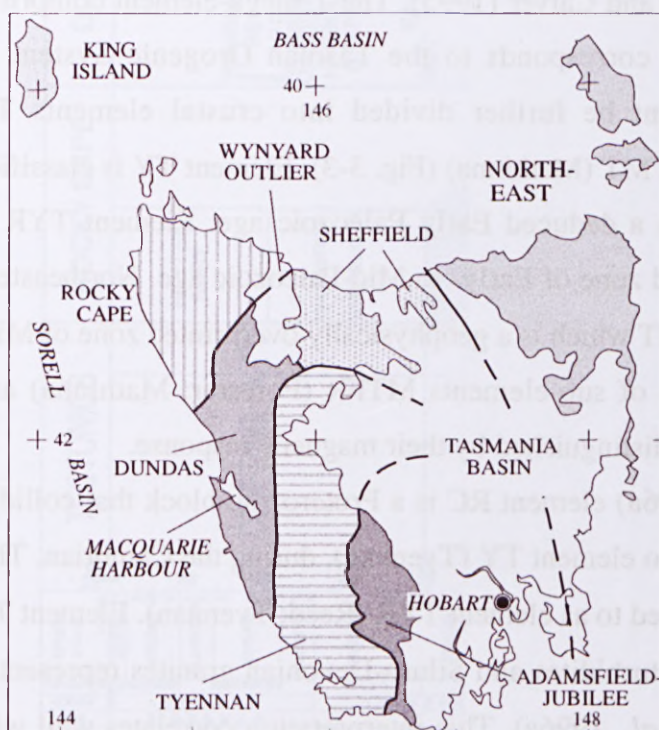 KING
ISLAND
BASS BASIN
40
146
WYNYARD
OUTLIER
NORTH-
EAST
SHEFFIELD
ROCKY
CAPE
SORELL
BASIN
42
DUNDAS
TASMANIA
BASIN
MACQUARIE
HARBOUR
HOBART
ADAMSFIELD-
JUBILEE
TYENNAN
144
148